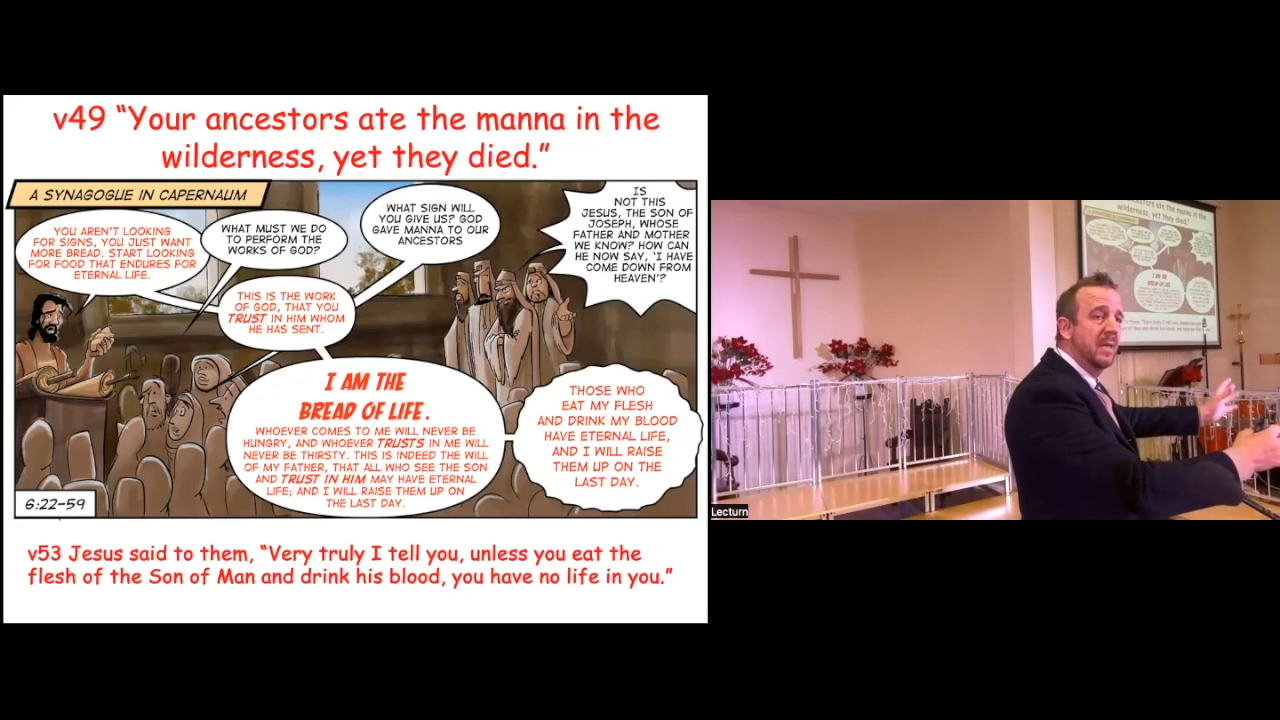 v49 “Your ancestors ate the manna in the
wilderness, yet they died.”
A SYNAGOGUE IN CAPERNAUM
YOU AREN'T LOOKING
FOR SIGNS, YOU JUST WANT
MORE BREAD. START LOOKING
FOR FOOD THAT ENDURES FOR
ETERNAL LIFE.
WHAT MUST WE DO
TO PERFORM THE
WORKS OF GOD?
WHAT SIGN WILL
YOU GIVE US? GOD
GAVE MANNA TO OUR
ANCESTORS
IS
NOT THIS
JESUS, THE SON OF
JOSEPH, WHOSE
FATHER AND MOTHER
WE KNOW? HOW CAN
HE NOW SAY, 'I HAVE
COME DOWN FROM
HEAVEN'?
THIS IS THE WORK
OF GOD, THAT YOU
TRUST IN HIM WHOM
HE HAS SENT.
I AM THE
BREAD OF LIFE.
WHOEVER COMES TO ME WILL NEVER BE
HUNGRY, AND WHOEVER TRUSTS IN ME WILL
NEVER BE THIRSTY. THIS IS INDEED THE WILL
OF MY FATHER, THAT ALL WHO SEE THE SON
AND TRUST IN HIM MAY HAVE ETERNAL
LIFE; AND I WILL RAISE THEM UP ON
THE LAST DAY.
THOSE WHO
EAT MY FLESH
AND DRINK MY BLOOD
HAVE ETERNAL LIFE,
AND I WILL RAISE
THEM UP ON THE
LAST DAY.
6:22-59
v53 Jesus said to them, “Very truly I tell you, unless you eat the
flesh of the Son of Man and drink his blood, you have no life in you.”
Lecturn
wilderness, yet they died.”
I AM THE
BREAD OF LIFE